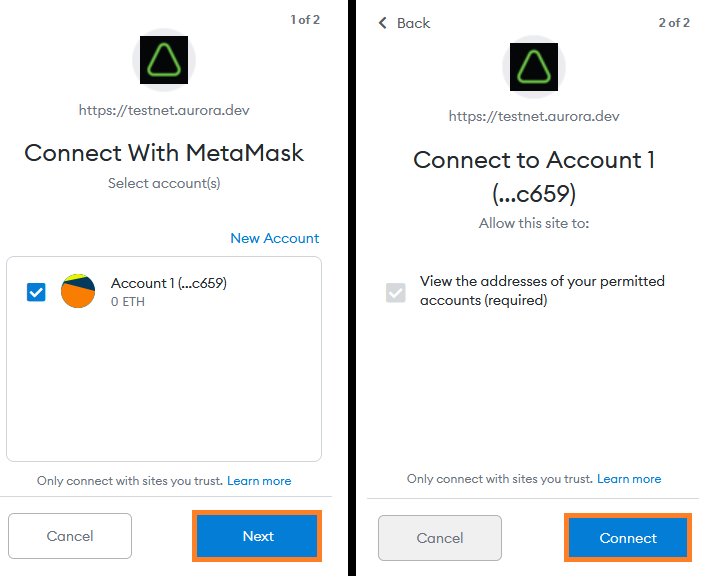 1 of 2
https://testnet.aurora.dev
Connect With MetaMask
Select account(s)
New Account
Account 1 (...c659)
0 ETH
Only connect with sites you trust. Learn more
Cancel
Next
Back
2 of 2
https://testnet.aurora.dev
Connect to Account 1
(...c659)
Allow this site to:
View the addresses of your permitted
accounts (required)
Only connect with sites you trust. Learn more
Cancel
Connect